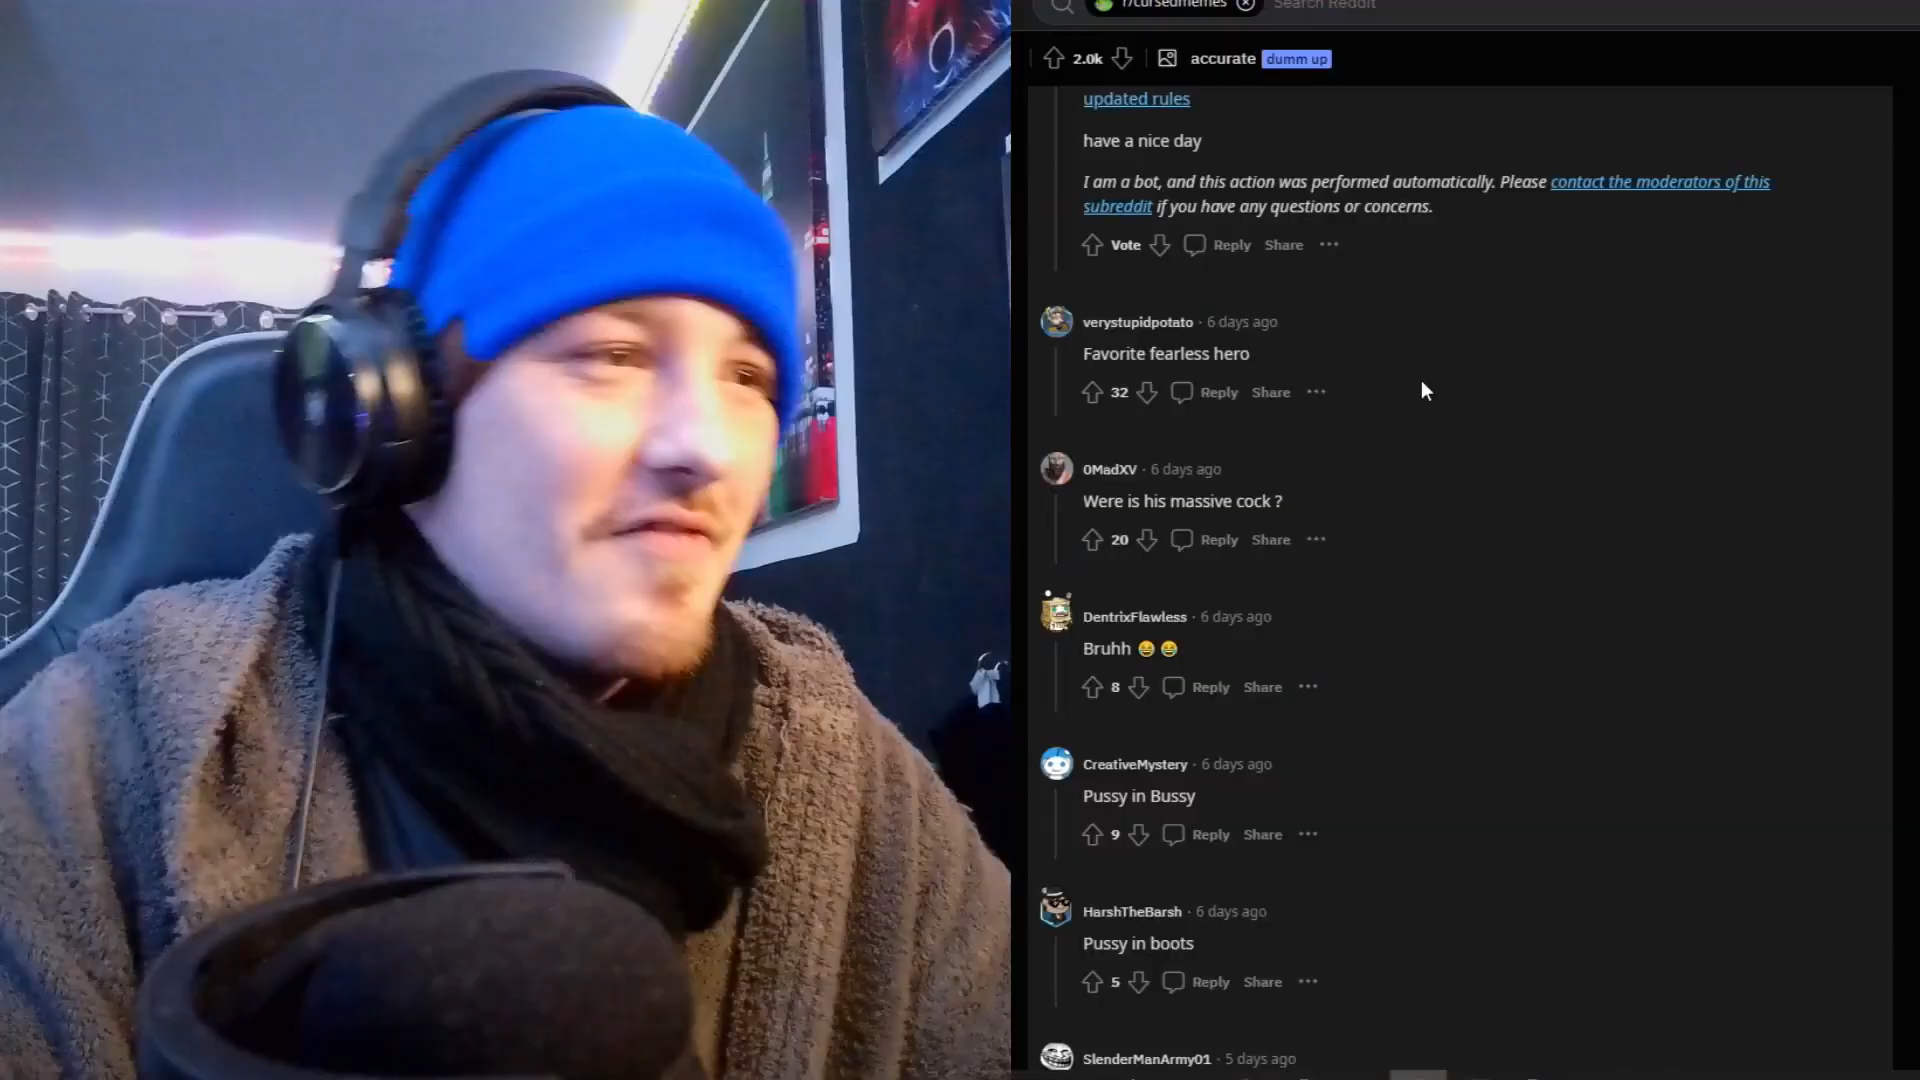 r/cursedmemes Search Reddit
2.0k accurate dumm up
updated rules
have a nice day
I am a bot, and this action was performed automatically. Please contact the moderators of this
subreddit if you have any questions or concerns.
Vote Reply Share
verystupidpotato · 6 days ago
Favorite fearless hero
32 Reply Share
0MadXV · 6 days ago
Were is his massive cock ?
20 Reply Share
DentrixFlawless · 6 days ago
Bruhh 😂 😂
8 Reply Share
CreativeMystery · 6 days ago
Pussy in Bussy
9 Reply Share
HarshTheBarsh · 6 days ago
Pussy in boots
5 Reply Share
SlenderManArmy01 · 5 days ago